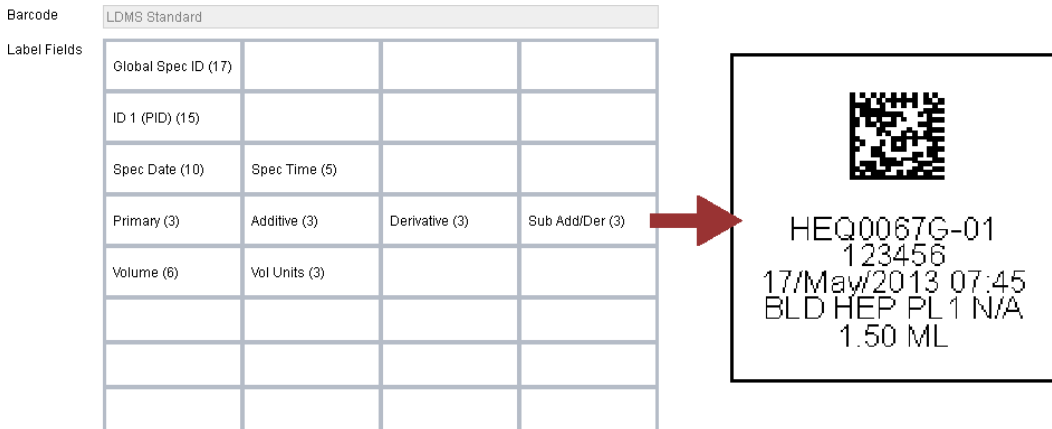 Barcode LDMS Standard
Label Fields
Global Spec ID (17)
ID 1 (PID) (15)
Spec Date (10) Spec Time (5)
Primary (3) Additive (3) Derivative (3) Sub Add/Der (3)
Volume (6) Vol Units (3)
HEQ0067G-01
123456
17/May/2013 07:45
BLD HEP PL1 N/A
1.50 ML